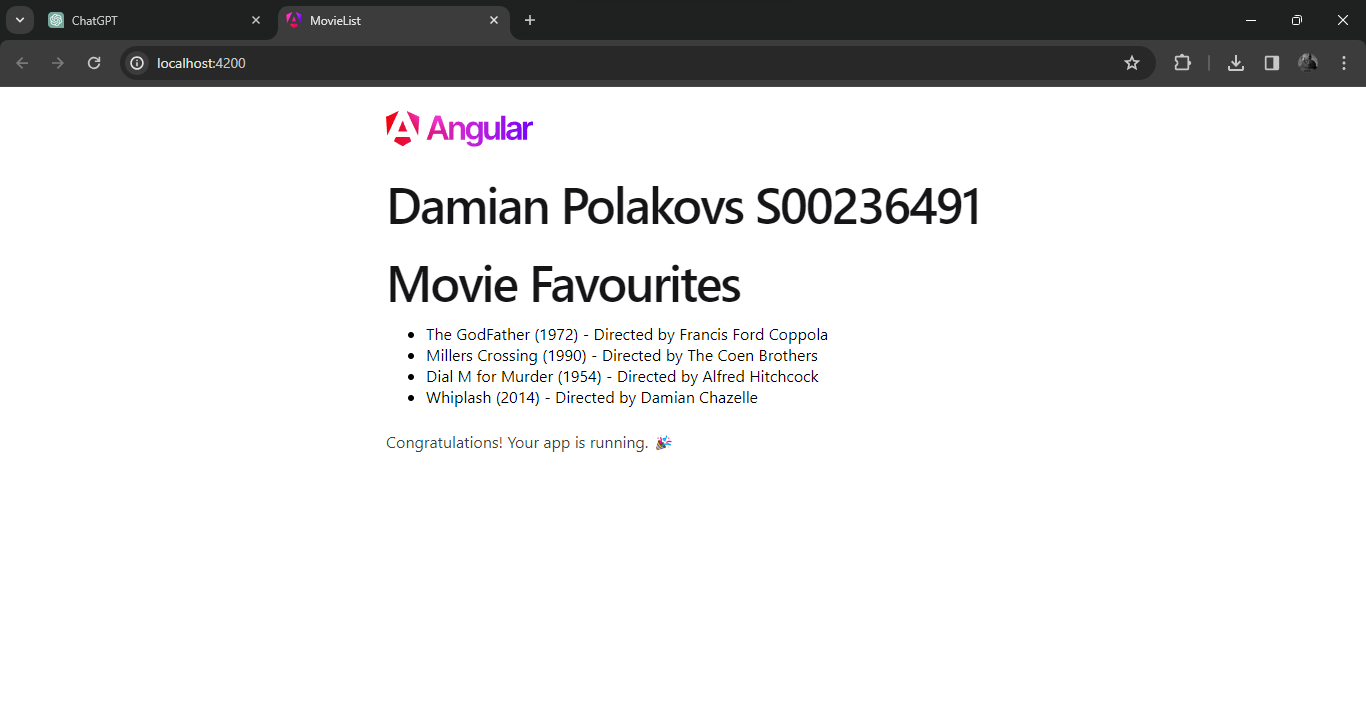 ChatGPT
MovieList
localhost:4200
Angular
Damian Polakovs S00236491
Movie Favourites
The GodFather (1972) - Directed by Francis Ford Coppola
Millers Crossing (1990) - Directed by The Coen Brothers
Dial M for Murder (1954) - Directed by Alfred Hitchcock
Whiplash (2014) - Directed by Damian Chazelle
Congratulations! Your app is running. 🎉